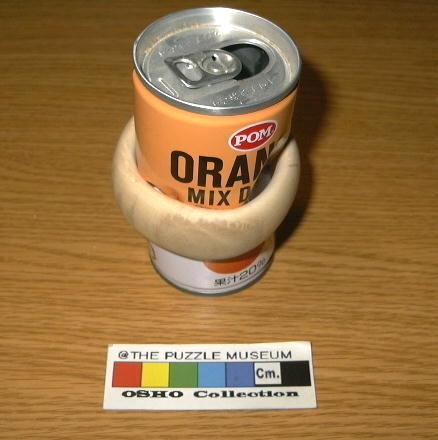 POM
ORAN
MIX D
果汁20%
@THE PUZZLE MUSEUM
Cm.
OSHO Collection